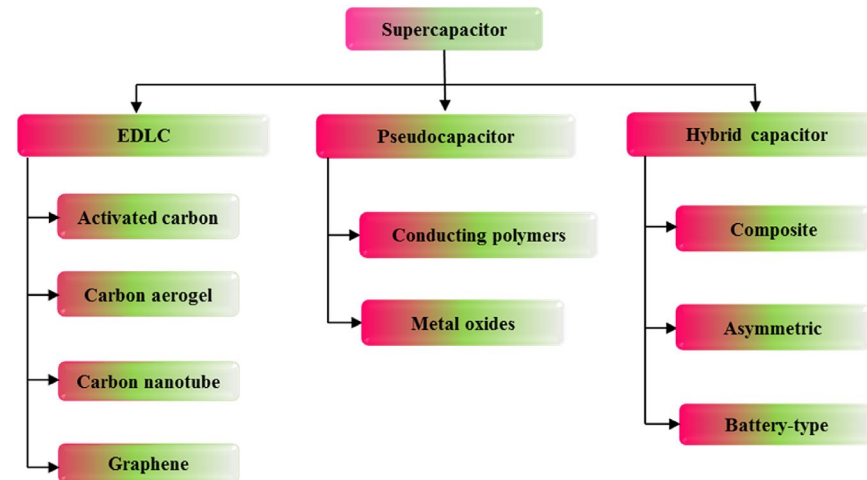 Supercapacitor
EDLC
Pseudocapacitor
Hybrid capacitor
Activated carbon
Carbon aerogel
Carbon nanotube
Graphene
Conducting polymers
Metal oxides
Composite
Asymmetric
Battery-type